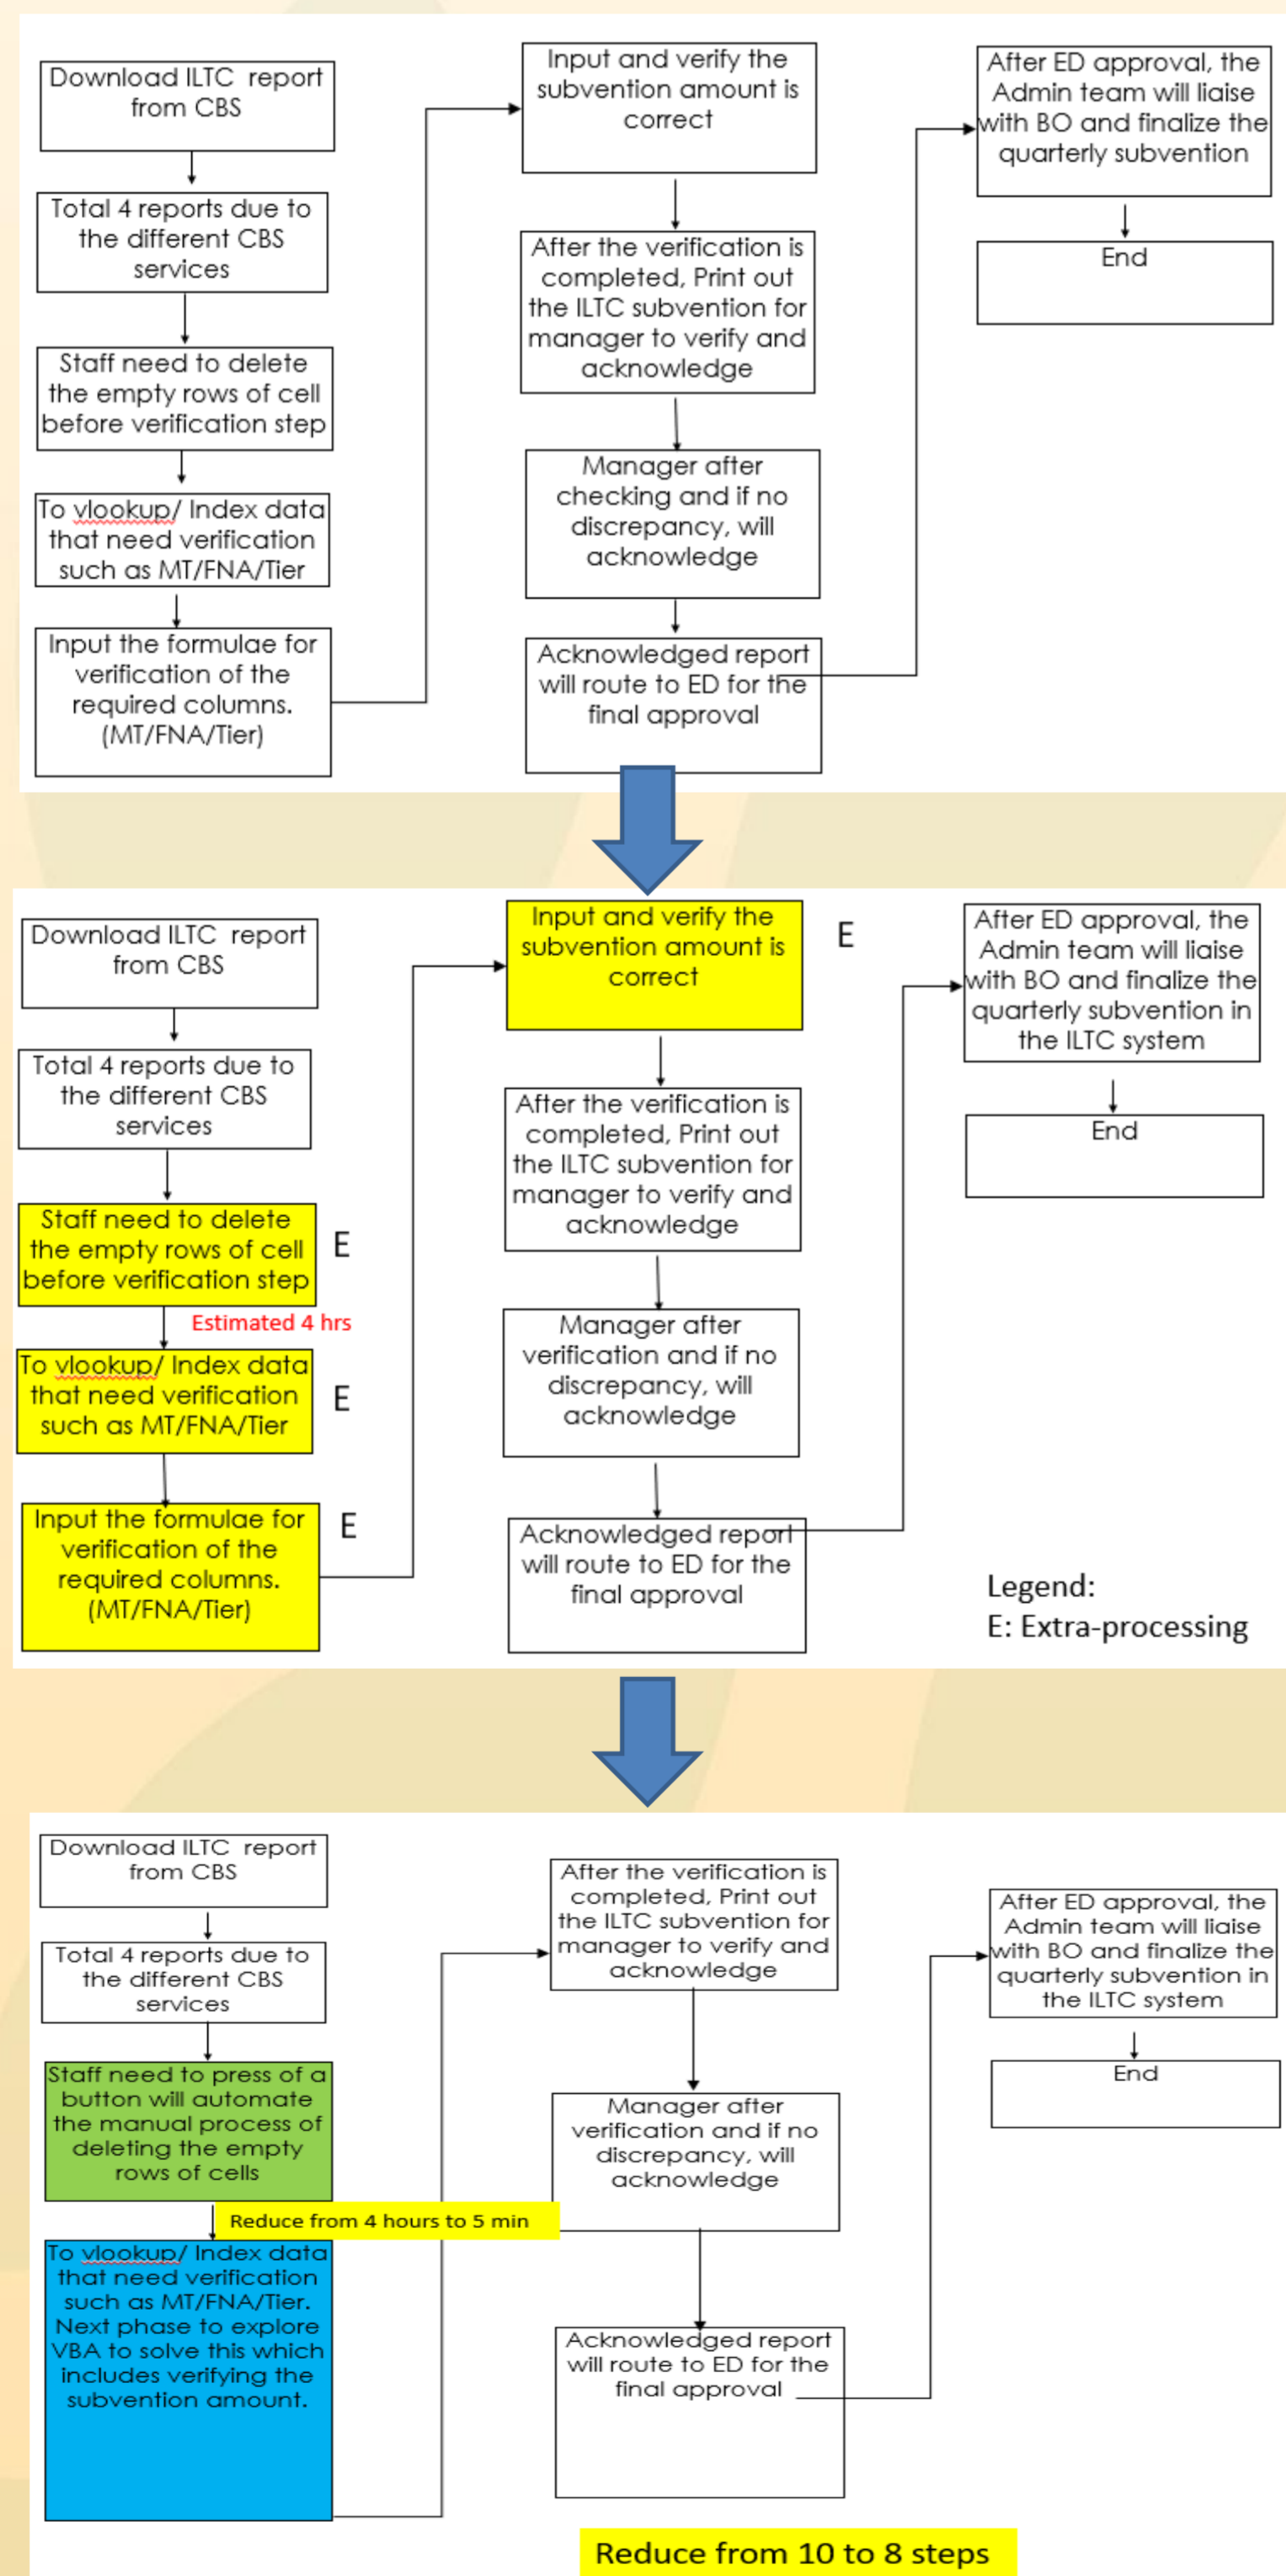 Download ILTC  report
from CBS
Total 4 reports due to
the different CBS
services
Staff need to delete
the empty rows of cell
before verification step
To vlookup/ Index data
that need verification
such as MT/FNA/Tier
Input the formulae for
verification of the
required columns.
(MT/FNA/Tier)
Input and verify the
subvention amount is
correct
After the verification is
completed, Print out
the ILTC subvention for
manager to verify and
acknowledge
Manager after
checking and if no
discrepancy, will
acknowledge
Acknowledged report
will route to ED for the
final approval
After ED approval, the
Admin team will liaise
with BO and finalize the
quarterly subvention
End
Download ILTC  report
from CBS
Total 4 reports due to
the different CBS
services
Staff need to delete
the empty rows of cell
before verification step
E
Estimated 4 hrs
To vlookup/ Index data
that need verification
such as MT/FNA/Tier
E
Input the formulae for
verification of the
required columns.
(MT/FNA/Tier)
E
Input and verify the
subvention amount is
correct
E
After the verification is
completed, Print out
the ILTC subvention for
manager to verify and
acknowledge
Manager after
verification and if no
discrepancy, will
acknowledge
Acknowledged report
will route to ED for the
final approval
After ED approval, the
Admin team will liaise
with BO and finalize the
quarterly subvention in
the ILTC system
End
Legend:
E: Extra-processing
Download ILTC  report
from CBS
Total 4 reports due to
the different CBS
services
Staff need to press of a
button will automate
the manual process of
deleting the empty
rows of cells
Reduce from 4 hours to 5 min
To vlookup/ Index data
that need verification
such as MT/FNA/Tier.
Next phase to explore
VBA to solve this which
includes verifying the
subvention amount.
After the verification is
completed, Print out
the ILTC subvention for
manager to verify and
acknowledge
Manager after
verification and if no
discrepancy, will
acknowledge
Acknowledged report
will route to ED for the
final approval
After ED approval, the
Admin team will liaise
with BO and finalize the
quarterly subvention in
the ILTC system
End
Reduce from 10 to 8 steps